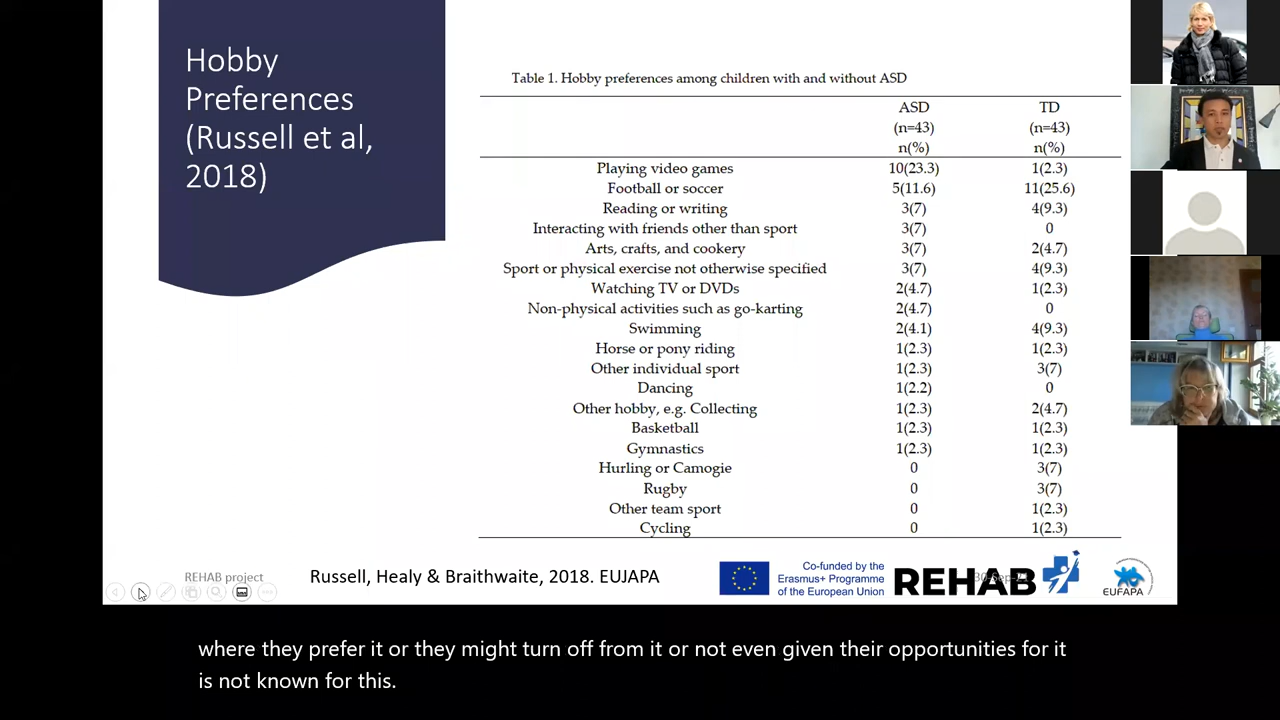 Hobby
Preferences
(Russell et al,
2018)
Table 1. Hobby preferences among children with and without ASD
ASD TD
(n=43) (n=43)
n(%) n(%)
Playing video games 10(23.3) 1(2.3)
Football or soccer 5(11.6) 11(25.6)
Reading or writing 3(7) 4(9.3)
Interacting with friends other than sport 3(7) 0
Arts, crafts, and cookery 3(7) 2(4.7)
Sport or physical exercise not otherwise specified 3(7) 4(9.3)
Watching TV or DVDs 2(4.7) 1(2.3)
Non-physical activities such as go-karting 2(4.7) 0
Swimming 2(4.1) 4(9.3)
Horse or pony riding 1(2.3) 1(2.3)
Other individual sport 1(2.3) 3(7)
Dancing 1(2.2) 0
Other hobby, e.g. Collecting 1(2.3) 2(4.7)
Basketball 1(2.3) 1(2.3)
Gymnastics 1(2.3) 1(2.3)
Hurling or Camogie 0 3(7)
Rugby 0 3(7)
Other team sport 0 1(2.3)
Cycling 0 1(2.3)
REHAB project
Russell, Healy & Braithwaite, 2018. EUJAPA
Co-funded by the
Erasmus+ Programme
of the European Union
REHAB
EUFAPA
where they prefer it or they might turn off from it or not even given their opportunities for it
is not known for this.